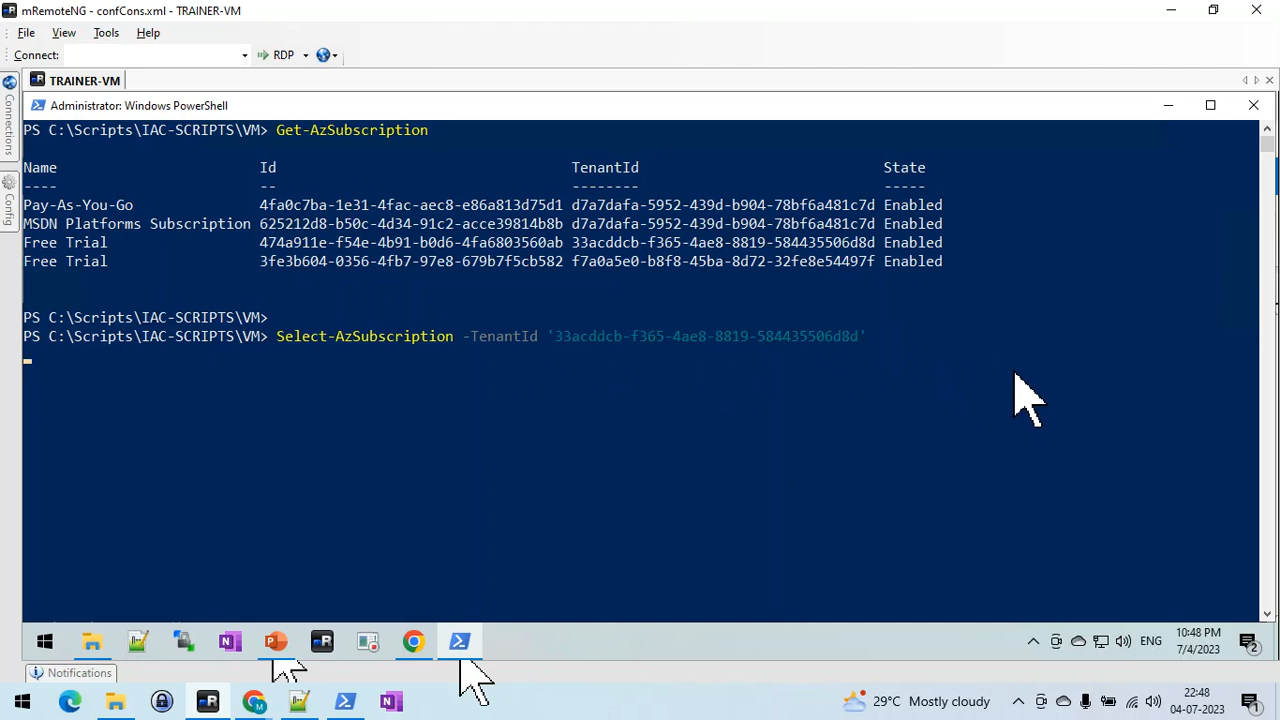 mRemoteNG - confCons.xml - TRAINER-VM
File View Tools Help
Connect: RDP
TRAINER-VM
Connections
Config
Administrator: Windows PowerShell
PS C:\Scripts\IAC-SCRIPTS\VM> Get-AzSubscription
Name Id TenantId State
---- -- -------- -----
Pay-As-You-Go 4fa0c7ba-1e31-4fac-aec8-e86a813d75d1 d7a7dafa-5952-439d-b904-78bf6a481c7d Enabled
MSDN Platforms Subscription 625212d8-b50c-4d34-91c2-acce39814b8b d7a7dafa-5952-439d-b904-78bf6a481c7d Enabled
Free Trial 474a911e-f54e-4b91-b0d6-4fa6803560ab 33acddcb-f365-4ae8-8819-584435506d8d Enabled
Free Trial 3fe3b604-0356-4fb7-97e8-679b7f5cb582 f7a0a5e0-b8f8-45ba-8d72-32fe8e54497f Enabled
PS C:\Scripts\IAC-SCRIPTS\VM>
PS C:\Scripts\IAC-SCRIPTS\VM> Select-AzSubscription -TenantId '33acddcb-f365-4ae8-8819-584435506d8d'
ENG
10:48 PM
7/4/2023
2
Notifications
29°C Mostly cloudy
22:48
04-07-2023
1